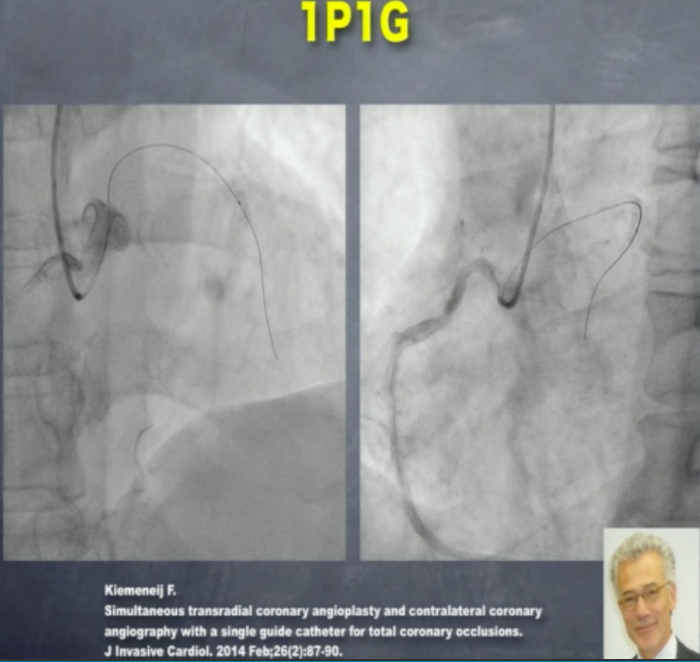 1P1G
Kiemeneij F.
Simultaneous transradial coronary angioplasty and contralateral coronary
angiography with a single guide catheter for total coronary occlusions.
J Invasive Cardiol. 2014 Feb;26(2):87-90.